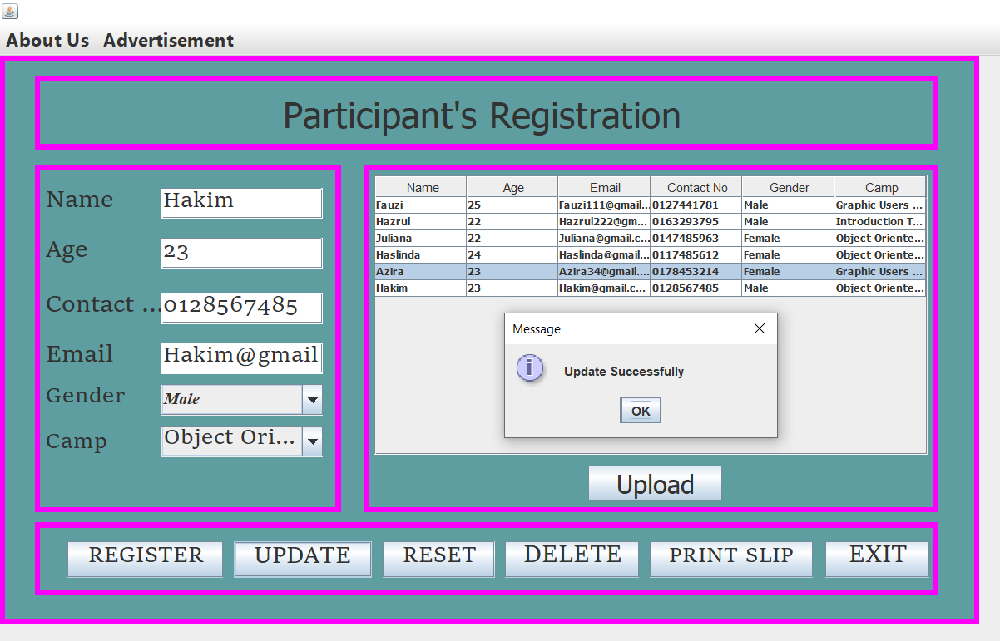 About Us Advertisement
Participant's Registration
Name Hakim
Age 23
Contact ... 0128567485
Email Hakim@gmail
Gender Male
Camp Object Ori...
Name Age Email Contact No Gender Camp
Fauzi 25 Fauzi111@gmail... 0127441781 Male Graphic Users ...
Hazrul 22 Hazrul222@gm... 0163293795 Male Introduction T...
Juliana 22 Juliana@gmail.c... 0147485963 Female Object Oriente...
Haslinda 24 Haslinda@gmail... 0117485612 Female Object Oriente...
Azira 23 Azira34@gmail.... 0178453214 Female Graphic Users ...
Hakim 23 Hakim@gmail.c... 0128567485 Male Object Oriente...
Message
Update Successfully
OK
Upload
REGISTER UPDATE RESET DELETE PRINT SLIP EXIT